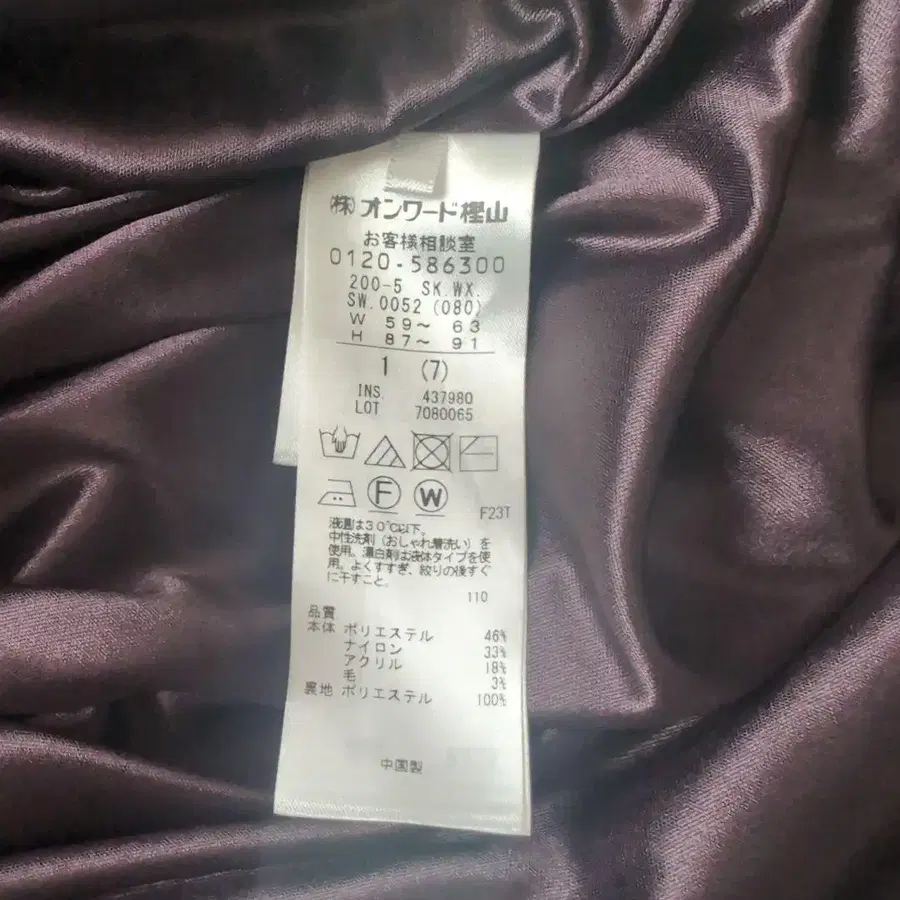 (株)オンワード樫山
お客様相談室
0120-586300
200-5 SK.WX.
SW.0052 (080)
W 59〜 63
H 87〜 91
1 (7)
INS. 437980
LOT 7080065
F W
F23T
液温は30℃以下。
中性洗剤(おしゃれ着洗い)を
使用。漂白剤は液体タイプを使
用。よくすすぎ、絞りの後すぐ
に干すこと。
110
品質
本体 ポリエステル 46%
ナイロン 33%
アクリル 18%
毛 3%
裏地 ポリエステル 100%
中国製